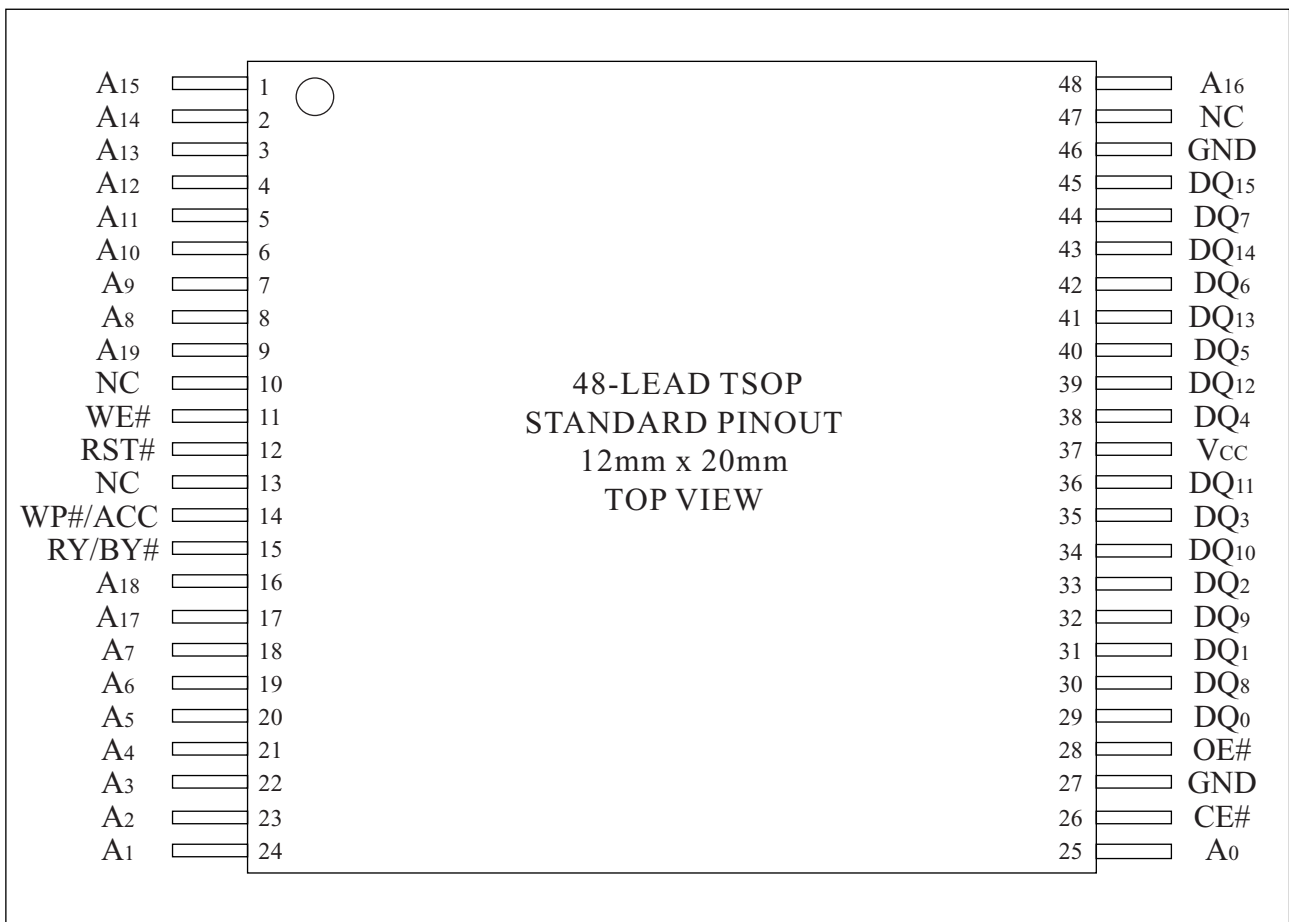 A15 1 48 A16
A14 2 47 NC
A13 3 46 GND
A12 4 45 DQ15
A11 5 44 DQ7
A10 6 43 DQ14
A9 7 42 DQ6
A8 8 41 DQ13
A19 9 40 DQ5
NC 10 39 DQ12
WE# 11 38 DQ4
RST# 12 37 VCC
NC 13 36 DQ11
WP#/ACC 14 35 DQ3
RY/BY# 15 34 DQ10
A18 16 33 DQ2
A17 17 32 DQ9
A7 18 31 DQ1
A6 19 30 DQ8
A5 20 29 DQ0
A4 21 28 OE#
A3 22 27 GND
A2 23 26 CE#
A1 24 25 A0
48-LEAD TSOP
STANDARD PINOUT
12mm x 20mm
TOP VIEW